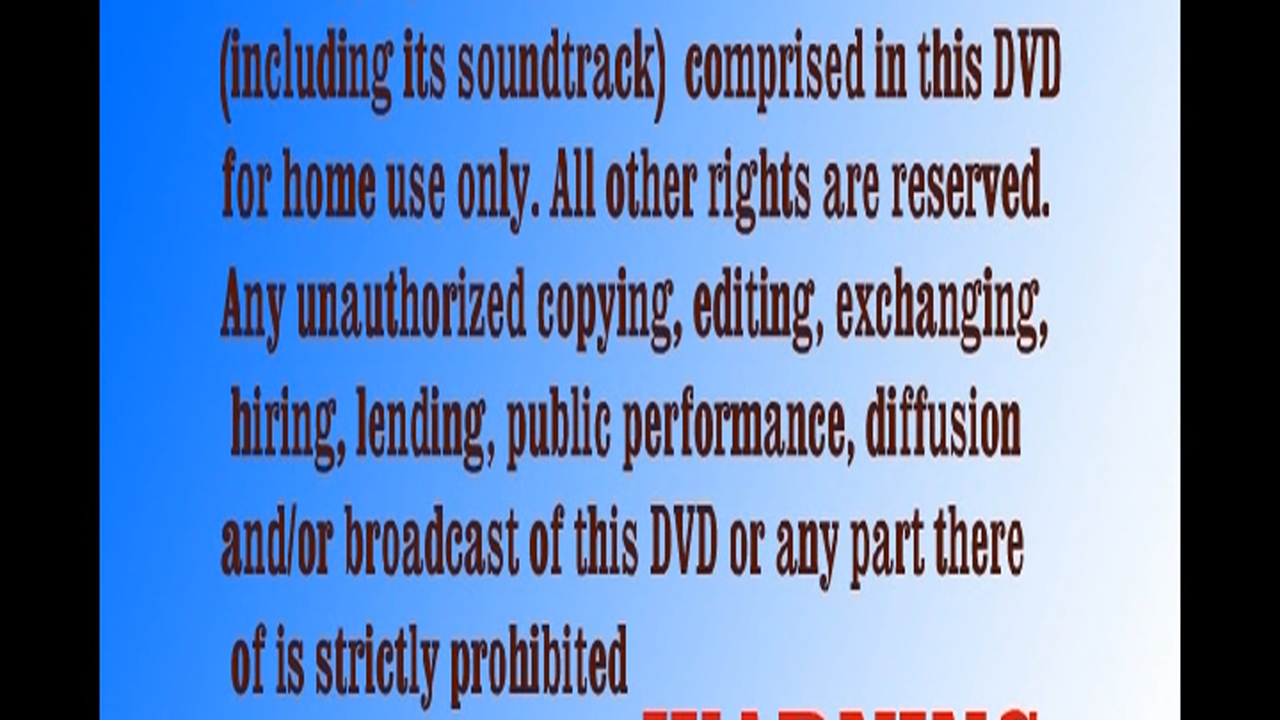 (including its soundtrack) comprised in this DVD
for home use only. All other rights are reserved.
Any unauthorized copying, editing, exchanging,
hiring, lending, public performance, diffusion
and/or broadcast of this DVD or any part there
of is strictly prohibited
WARNING